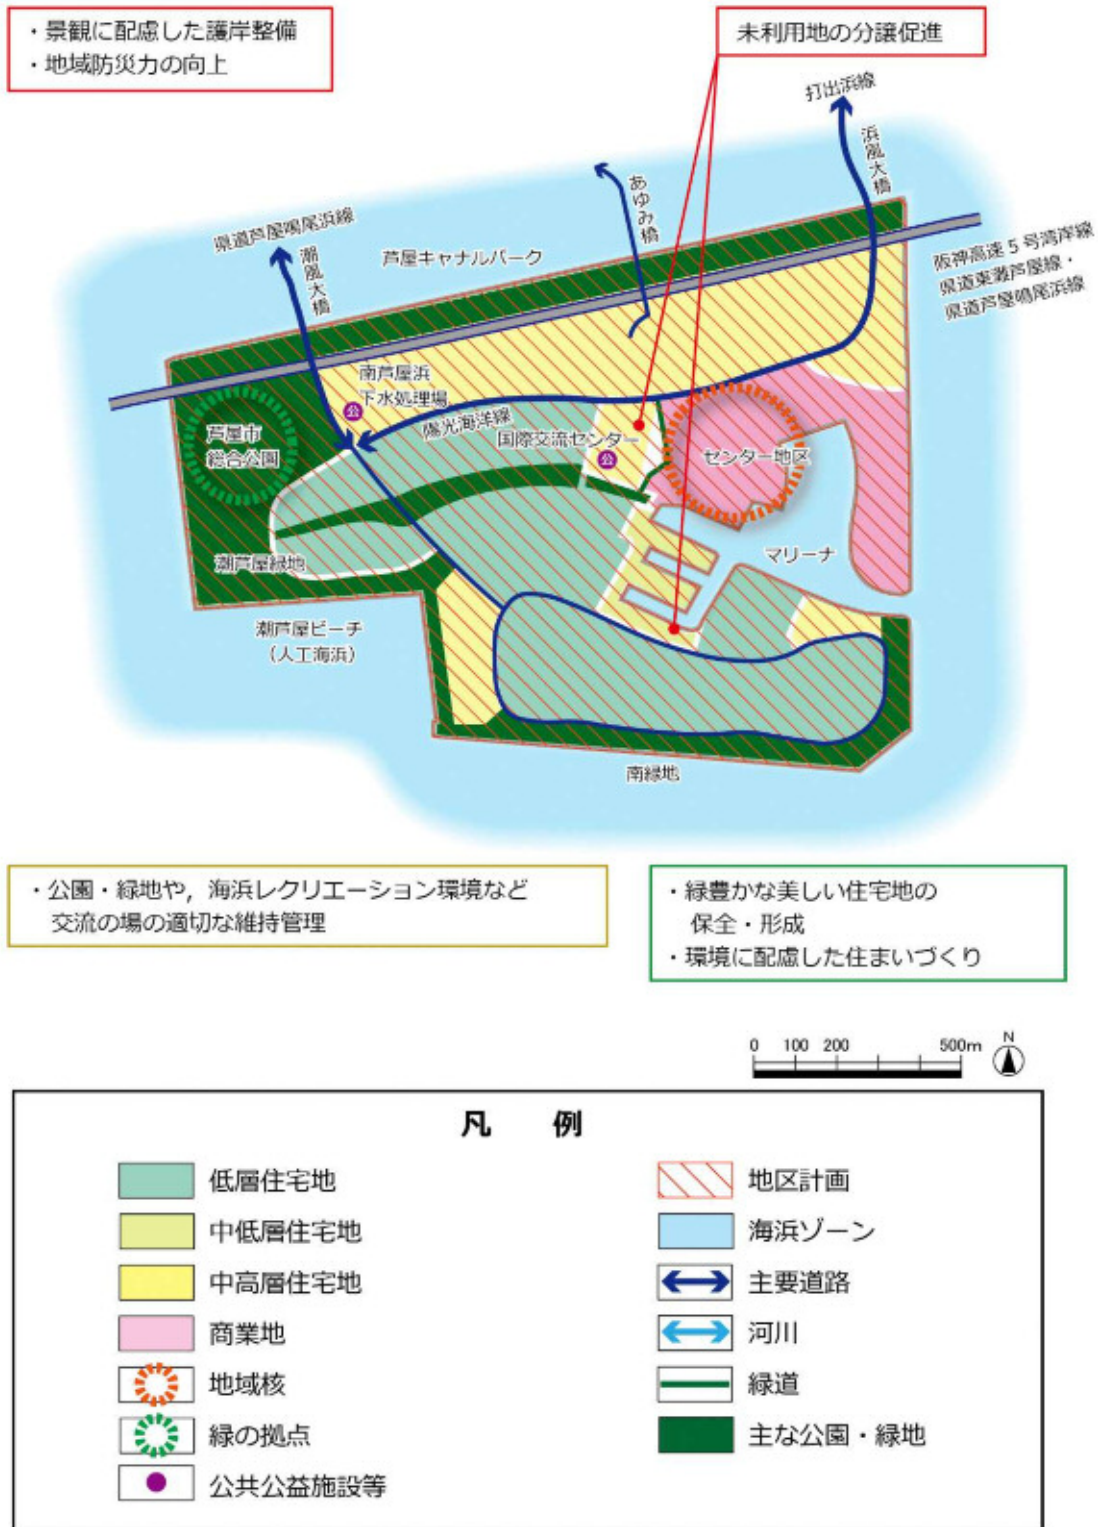 ・景観に配慮した護岸整備
・地域防災力の向上
未利用地の分譲促進
打出浜線
浜風大橋
あゆみ橋
県道芦屋鳴尾浜線
潮風大橋
芦屋キャナルパーク
阪神高速5号湾岸線・
県道東灘芦屋線・
県道芦屋鳴尾浜線
南芦屋浜
下水処理場
公
陽光海洋線
国際交流センター
公
芦屋市
総合公園
センター地区
マリーナ
潮芦屋緑地
潮芦屋ビーチ
(人工海浜)
南緑地
・公園・緑地や,海浜レクリエーション環境など
交流の場の適切な維持管理
・緑豊かな美しい住宅地の
保全・形成
・環境に配慮した住まいづくり
0 100 200 500m
N
凡 例
低層住宅地
中低層住宅地
中高層住宅地
商業地
地域核
緑の拠点
公共公益施設等
地区計画
海浜ゾーン
主要道路
河川
緑道
主な公園・緑地